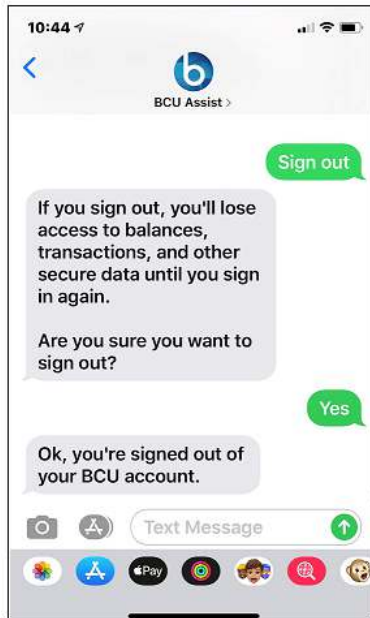 10:44
b
BCU Assist >
Sign out
If you sign out, you'll lose
access to balances,
transactions, and other
secure data until you sign
in again.
Are you sure you want to
sign out?
Yes
Ok, you're signed out of
your BCU account.
Text Message
Pay